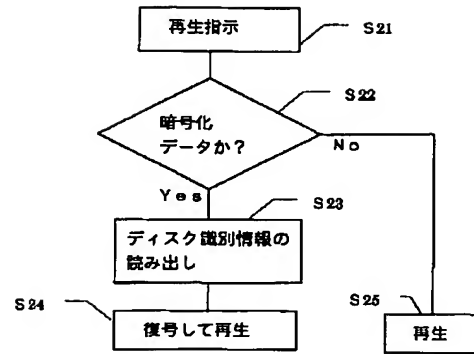 再生指示
S21
S22
暗号化
データか？
No
Yes
S23
ディスク識別情報の
読み出し
S24
復号して再生
S25
再生